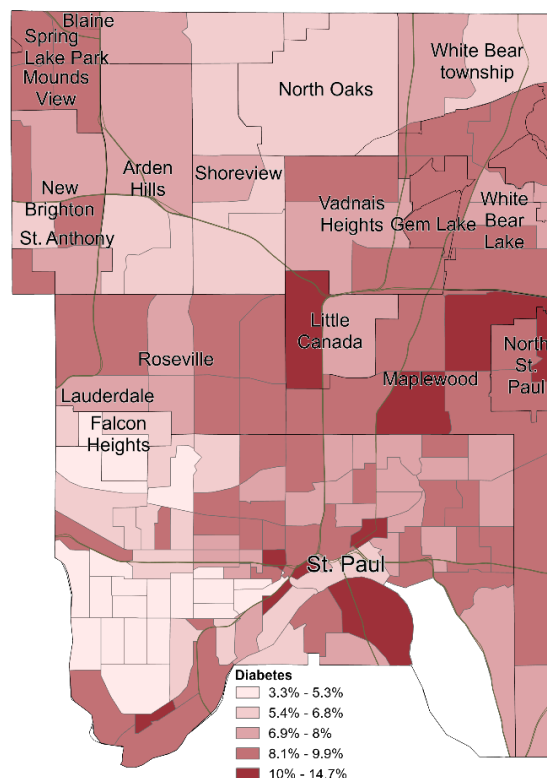 Blaine
Spring
Lake Park
Mounds
View
White Bear
township
North Oaks
Arden
Hills
Shoreview
New
Brighton
Vadnais
Heights
Gem Lake
White
Bear
Lake
St. Anthony
Little
Canada
North
St.
Paul
Roseville
Maplewood
Lauderdale
Falcon
Heights
St. Paul
Diabetes
3.3% - 5.3%
5.4% - 6.8%
6.9% - 8%
8.1% - 9.9%
10% - 14.7%